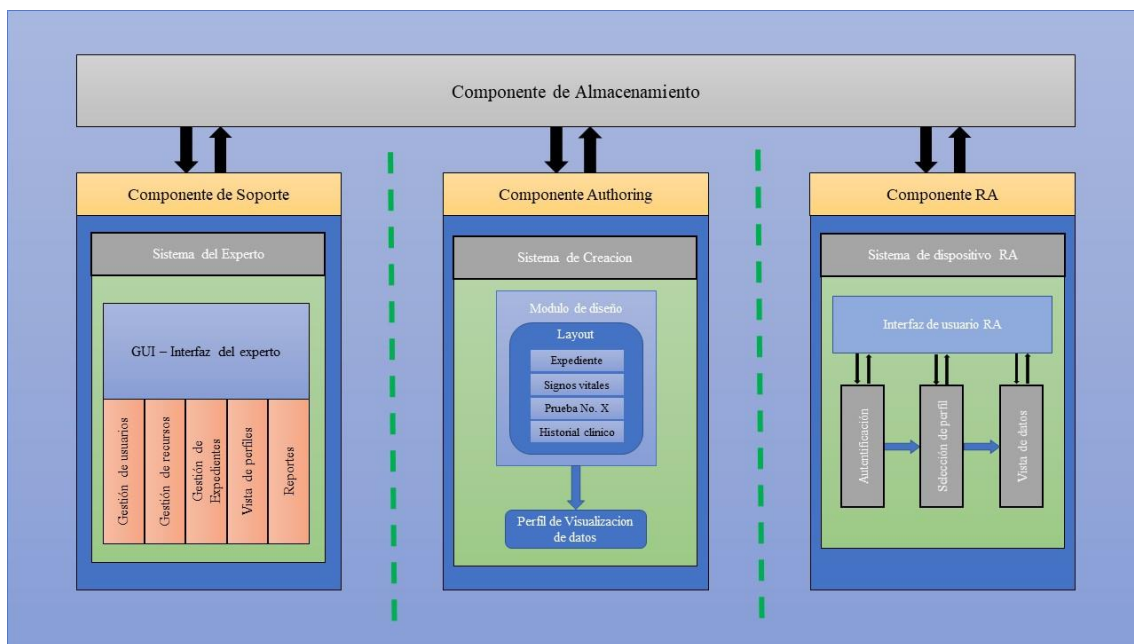 Componente de Almacenamiento
Componente de Soporte
Sistema del Experto
GUI – Interfaz del experto
Gestión de usuarios
Gestión de recursos
Gestión de
Expedientes
Vista de perfiles
Reportes
Componente Authoring
Sistema de Creacion
Modulo de diseño
Layout
Expediente
Signos vitales
Prueba No. X
Historial clínico
Perfil de Visualizacion
de datos
Componente RA
Sistema de dispositivo RA
Interfaz de usuario RA
Autentificación
Selección de perfil
Vista de datos